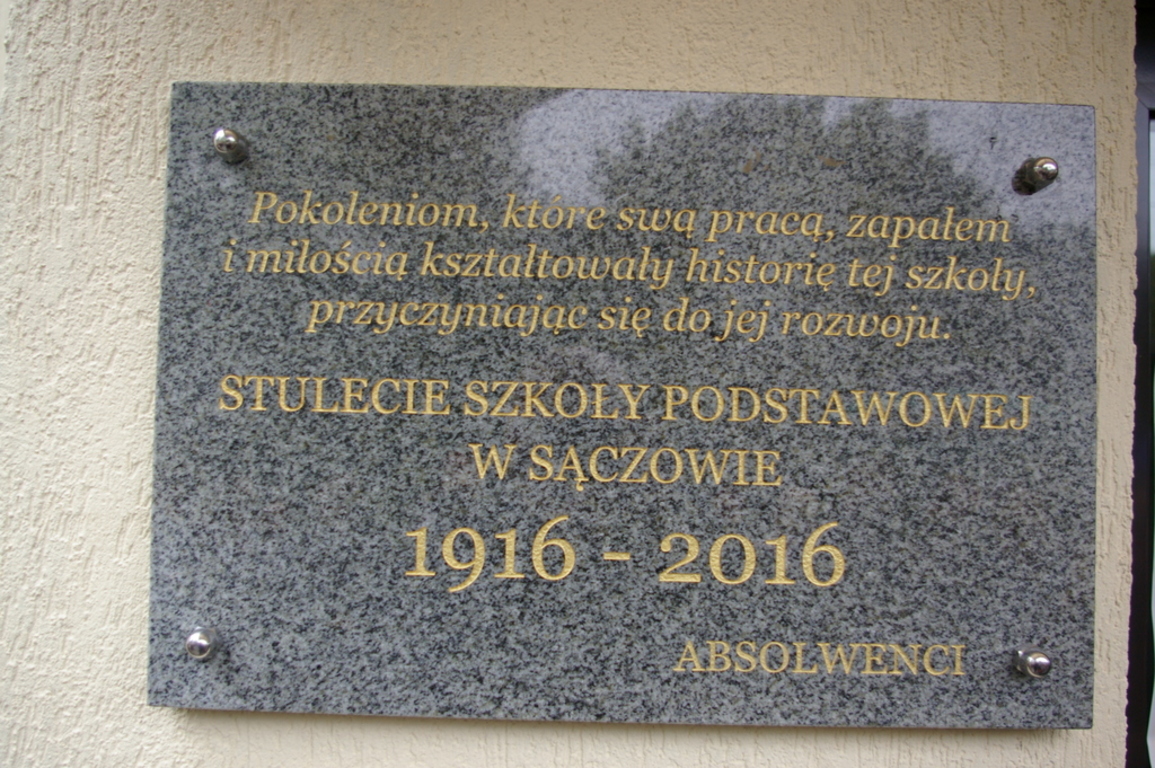 Pokoleniom, które swą pracą, zapałem
i miłością kształtowały historię tej szkoły,
przyczyniając się do jej rozwoju.
STULECIE SZKOŁY PODSTAWOWEJ
W SĄCZOWIE
1916 - 2016
ABSOLWENCI